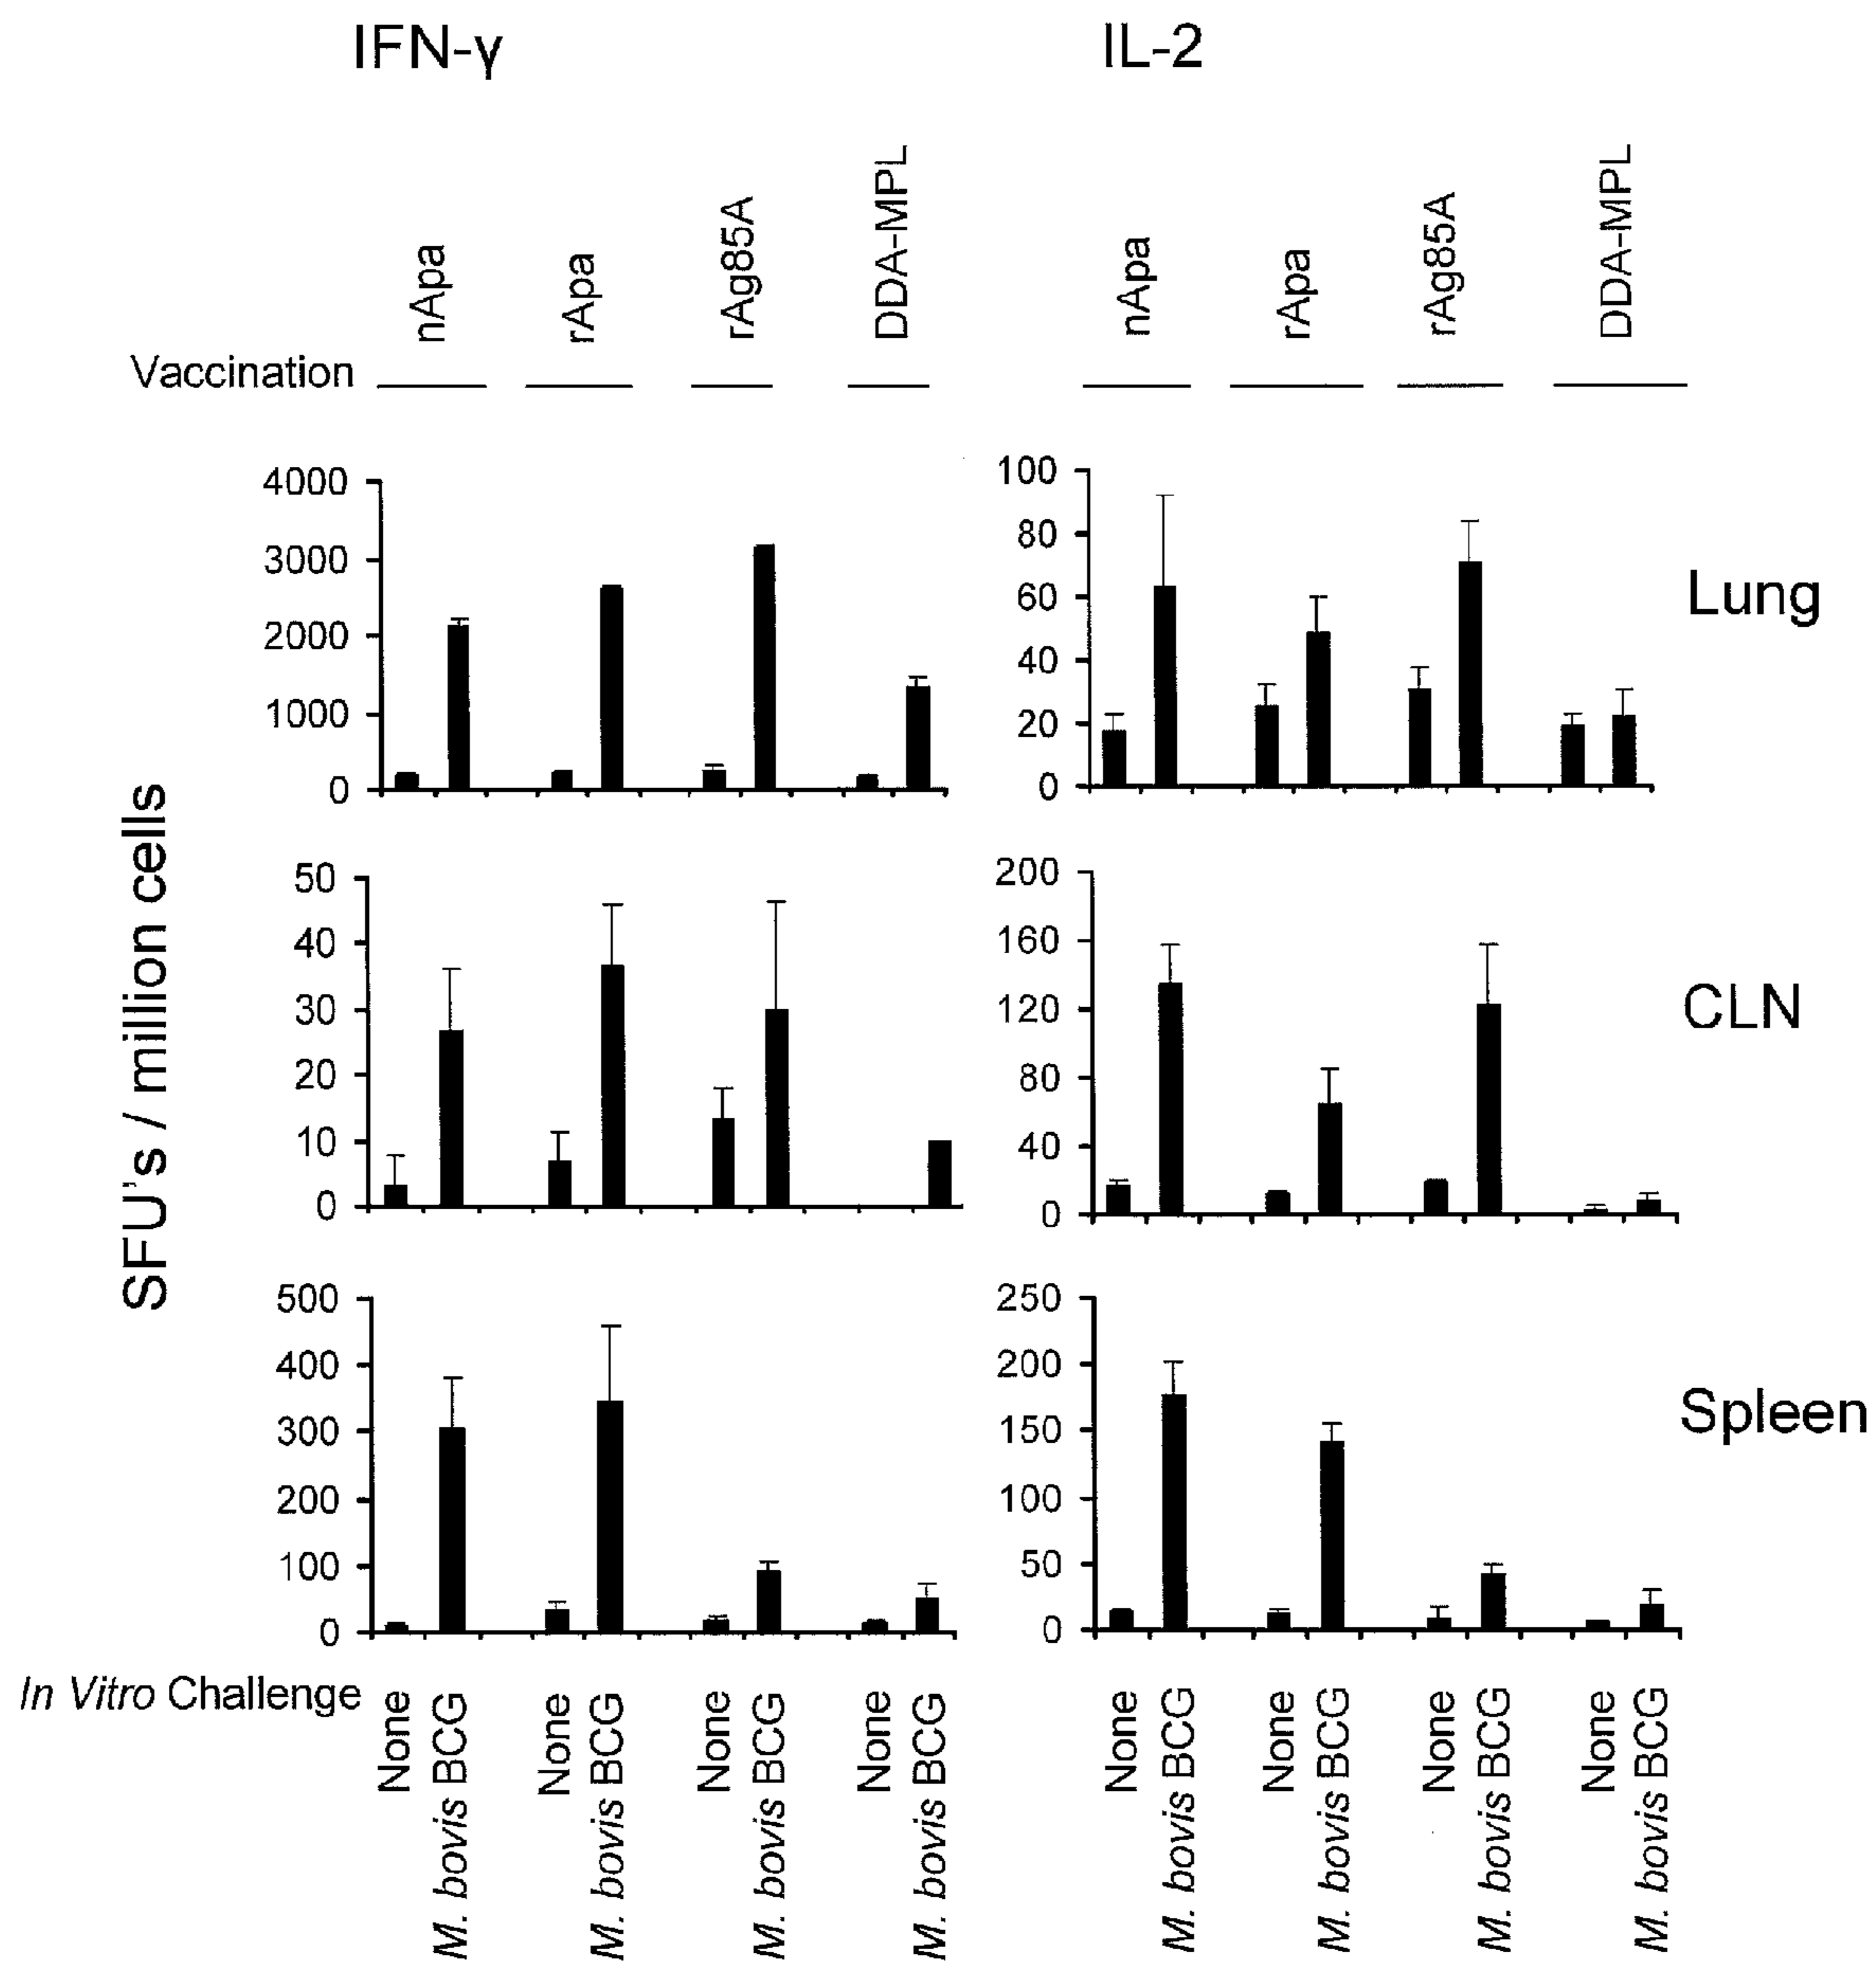 IFN-γ IL-2
nApa rApa rAg85A DDA-MPL nApa rApa rAg85A DDA-MPL
Vaccination
SFU's / million cells
4000
3000
2000
1000
0
100
80
60
40
20
0
Lung
50
40
30
20
10
0
200
160
120
80
40
0
CLN
500
400
300
200
100
0
250
200
150
100
50
0
Spleen
In Vitro Challenge
None
M. bovis BCG
None
M. bovis BCG
None
M. bovis BCG
None
M. bovis BCG
None
M. bovis BCG
None
M. bovis BCG
None
M. bovis BCG
None
M. bovis BCG